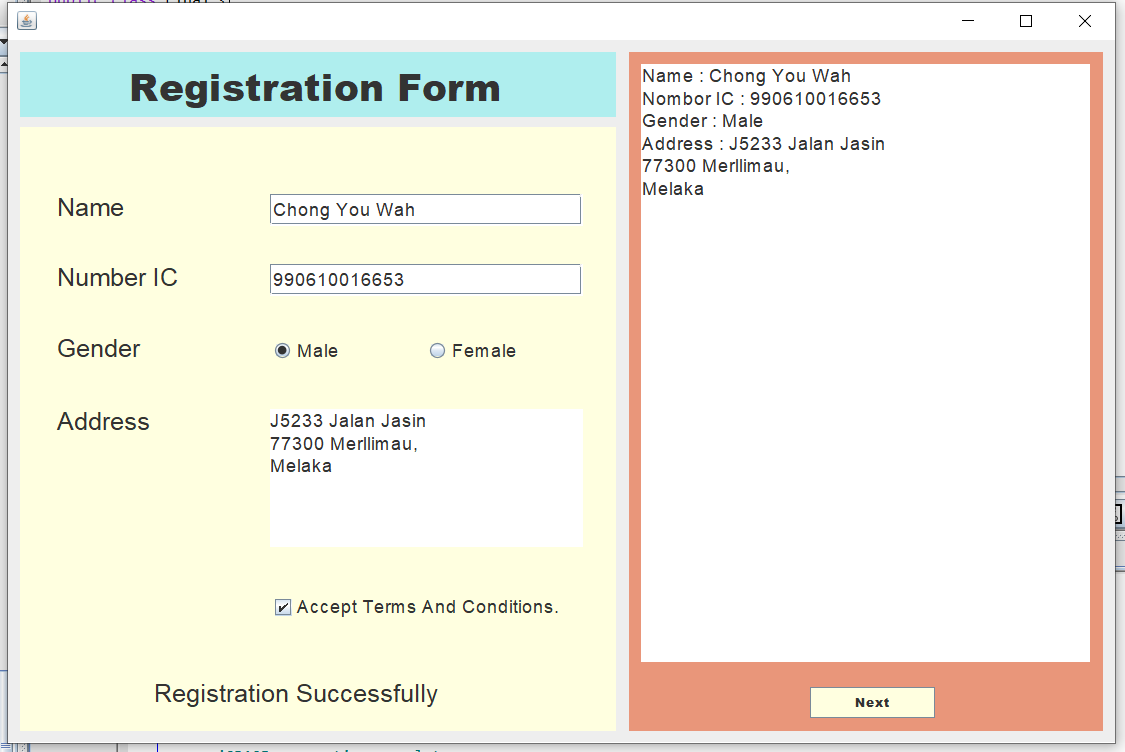 Registration Form
Name
Chong You Wah
Number IC
990610016653
Gender
Male
Female
Address
J5233 Jalan Jasin
77300 Merllimau,
Melaka
Accept Terms And Conditions.
Registration Successfully
Name : Chong You Wah
Nombor IC : 990610016653
Gender : Male
Address : J5233 Jalan Jasin
77300 Merllimau,
Melaka
Next